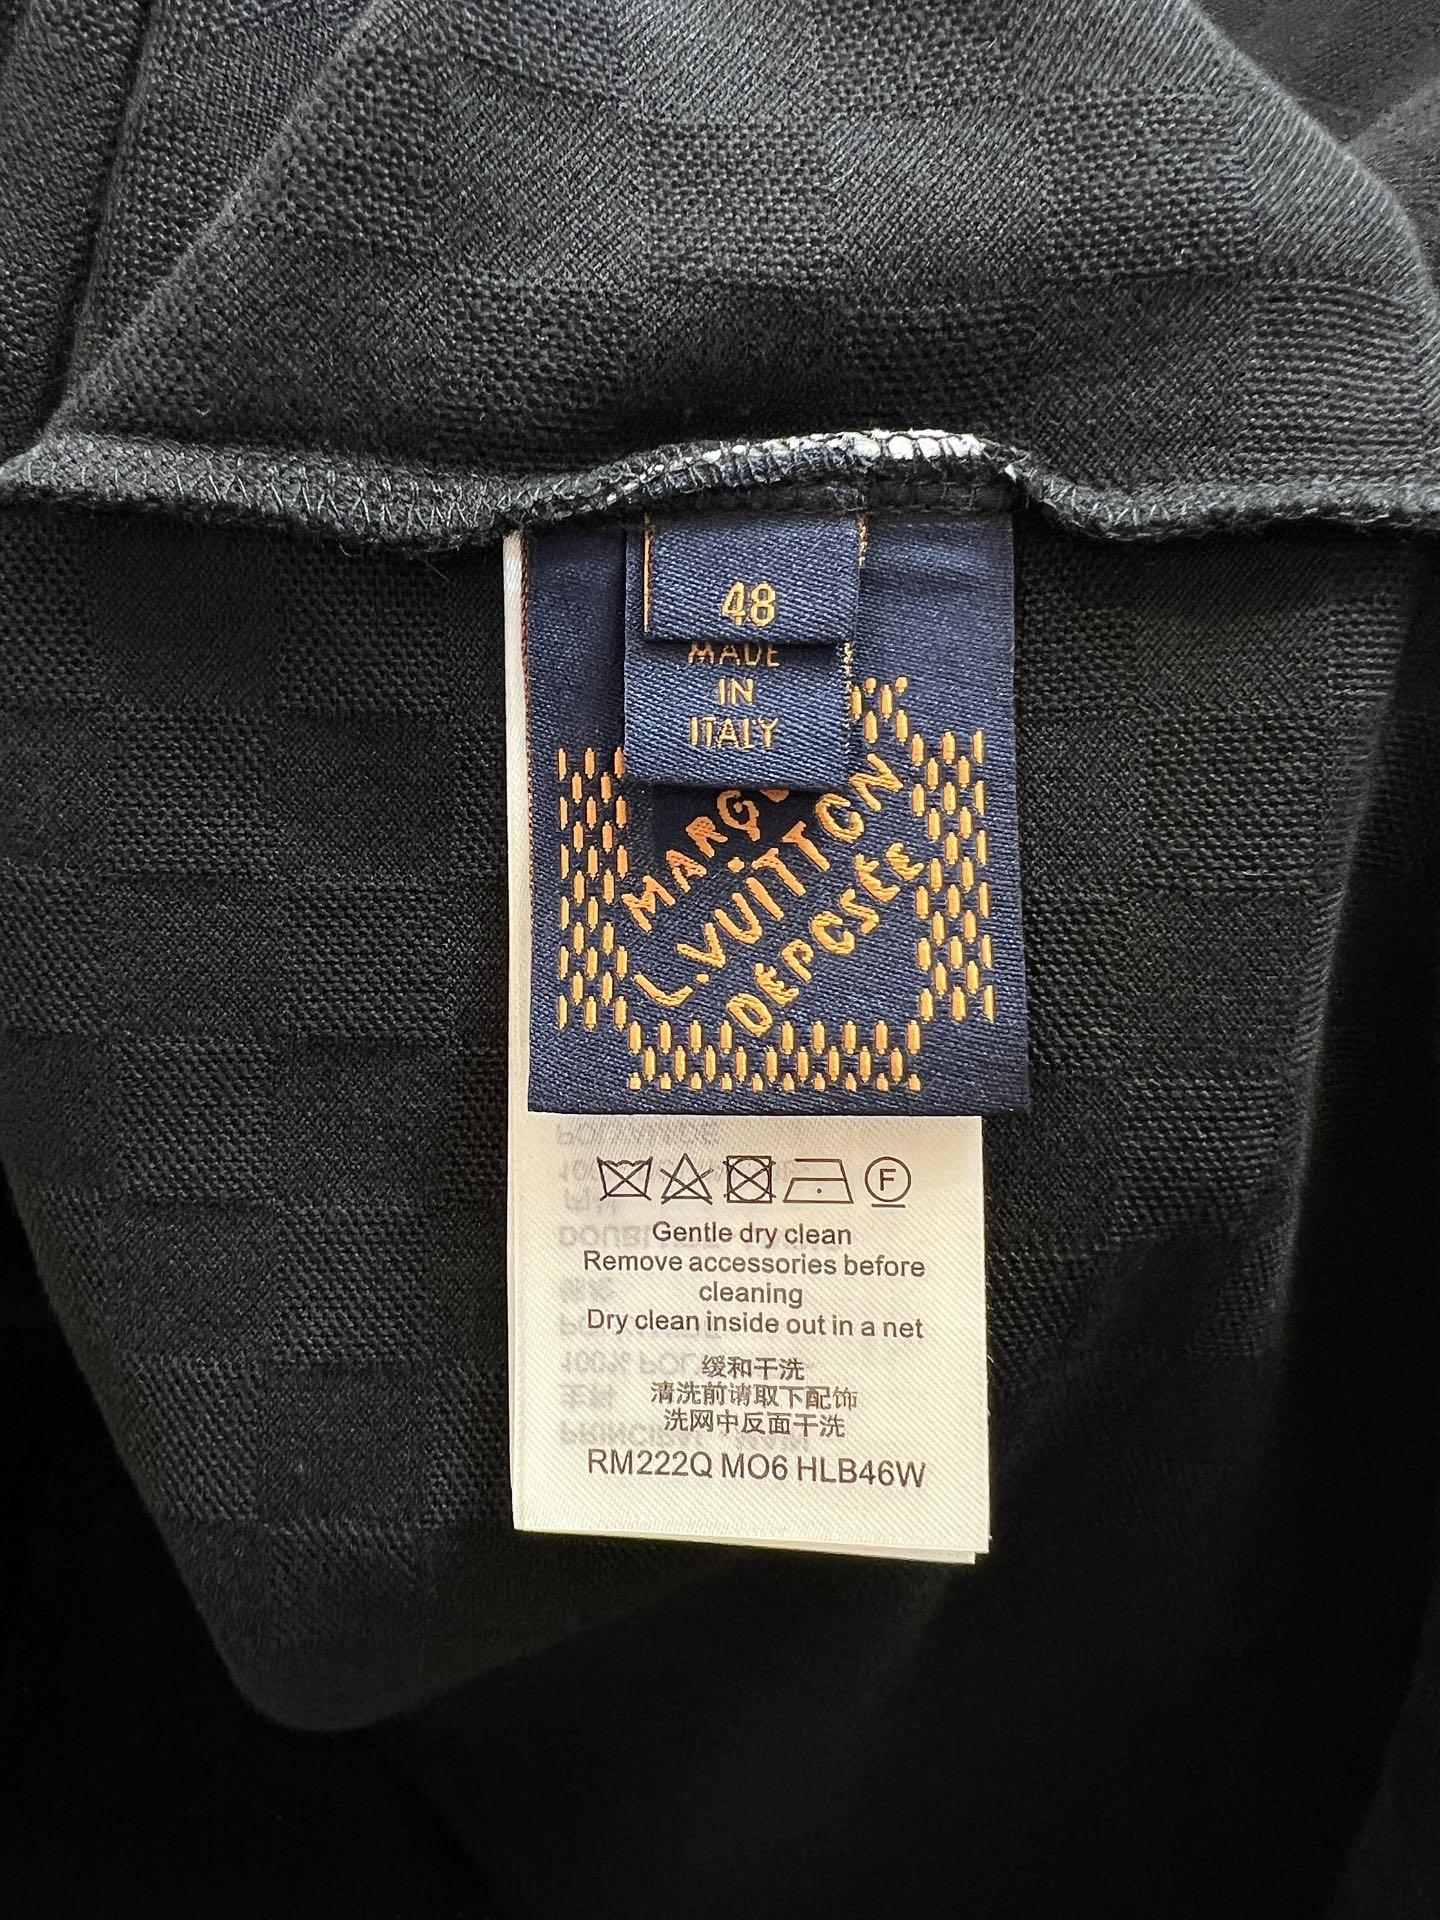 48
MADE
IN
ITALY
L.VUITTON
DÉPOSÉE
F
Gentle dry clean
Remove accessories before
cleaning
Dry clean inside out in a net
缓和干洗
清洗前请取下配饰
洗网中反面干洗
RM222Q MO6 HLB46W